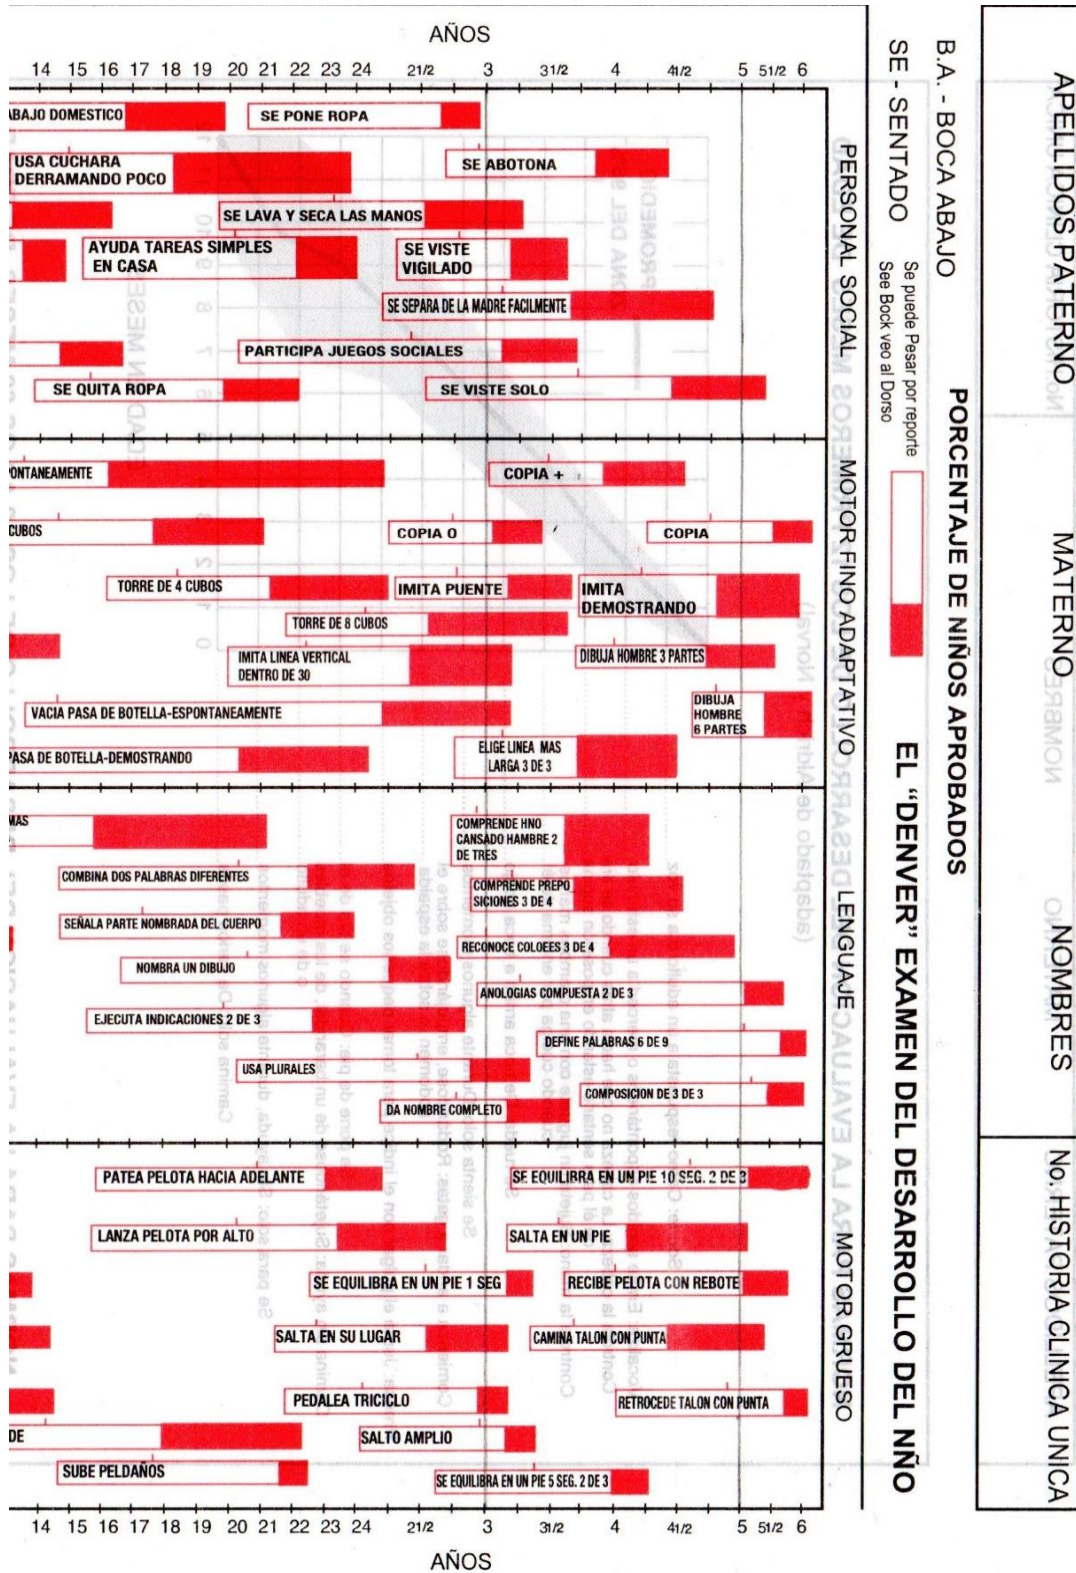 APELLIDOS PATERNO
MATERNO
NOMBRES
No. HISTORIA CLINICA UNICA
PORCENTAJE DE NIÑOS APROBADOS
EL "DENVER" EXAMEN DEL DESARROLLO DEL NÑO
B.A. - BOCA ABAJO
SE - SENTADO
Se puede Pesar por reporte
See Bock veo al Dorso
AÑOS
14 15 16 17 18 19 20 21 22 23 24 21/2 3 31/2 4 41/2 5 51/2 6
PERSONAL SOCIAL
ABAJO DOMESTICO
SE PONE ROPA
USA CUCHARA
DERRAMANDO POCO
SE ABOTONA
SE LAVA Y SECA LAS MANOS
AYUDA TAREAS SIMPLES
EN CASA
SE VISTE
VIGILADO
SE SEPARA DE LA MADRE FACILMENTE
PARTICIPA JUEGOS SOCIALES
SE QUITA ROPA
SE VISTE SOLO
MOTOR FINO ADAPTATIVO
PONTANEAMENTE
COPIA +
CUBOS
COPIA O
COPIA
TORRE DE 4 CUBOS
IMITA PUENTE
IMITA
DEMOSTRANDO
TORRE DE 8 CUBOS
IMITA LINEA VERTICAL
DENTRO DE 30
DIBUJA HOMBRE 3 PARTES
VACIA PASA DE BOTELLA-ESPONTANEAMENTE
DIBUJA
HOMBRE
6 PARTES
PASA DE BOTELLA-DEMOSTRANDO
ELIGE LINEA MAS
LARGA 3 DE 3
LENGUAJE
MAS
COMPRENDE HNO
CANSADO HAMBRE 2
DE TRES
COMBINA DOS PALABRAS DIFERENTES
COMPRENDE PREPO
SICIONES 3 DE 4
SEÑALA PARTE NOMBRADA DEL CUERPO
RECONOCE COLOEES 3 DE 4
NOMBRA UN DIBUJO
ANOLOGIAS COMPUESTA 2 DE 3
EJECUTA INDICACIONES 2 DE 3
DEFINE PALABRAS 6 DE 9
USA PLURALES
COMPOSICION DE 3 DE 3
DA NOMBRE COMPLETO
MOTOR GRUESO
PATEA PELOTA HACIA ADELANTE
SE EQUILIBRA EN UN PIE 10 SEG. 2 DE 3
LANZA PELOTA POR ALTO
SALTA EN UN PIE
SE EQUILIBRA EN UN PIE 1 SEG
RECIBE PELOTA CON REBOTE
SALTA EN SU LUGAR
CAMINA TALON CON PUNTA
PEDALEA TRICICLO
RETROCEDE TALON CON PUNTA
DE
SALTO AMPLIO
SUBE PELDAÑOS
SE EQUILIBRA EN UN PIE 5 SEG. 2 DE 3
14 15 16 17 18 19 20 21 22 23 24 21/2 3 31/2 4 41/2 5 51/2 6
AÑOS